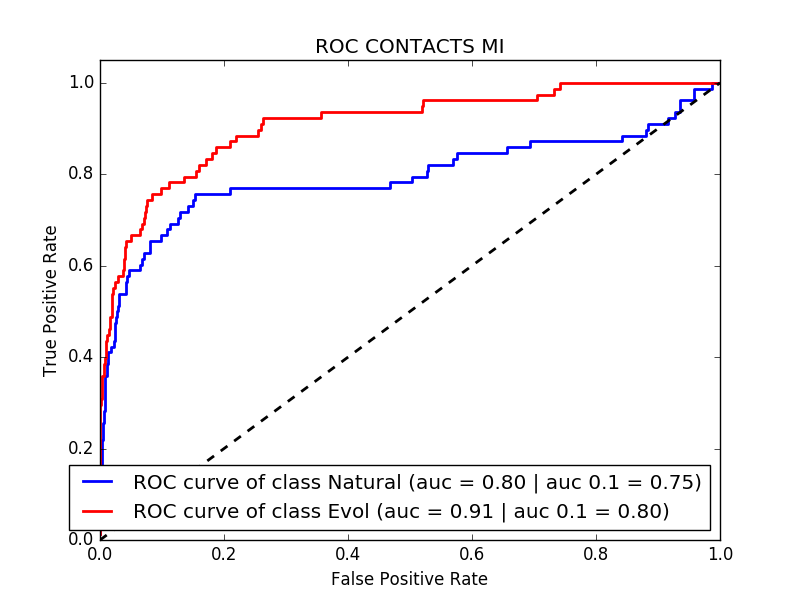 ROC CONTACTS MI
True Positive Rate
1.0
0.8
0.6
0.4
0.2
0.0
ROC curve of class Natural (auc = 0.80 | auc 0.1 = 0.75)
ROC curve of class Evol (auc = 0.91 | auc 0.1 = 0.80)
0.0 0.2 0.4 0.6 0.8 1.0
False Positive Rate